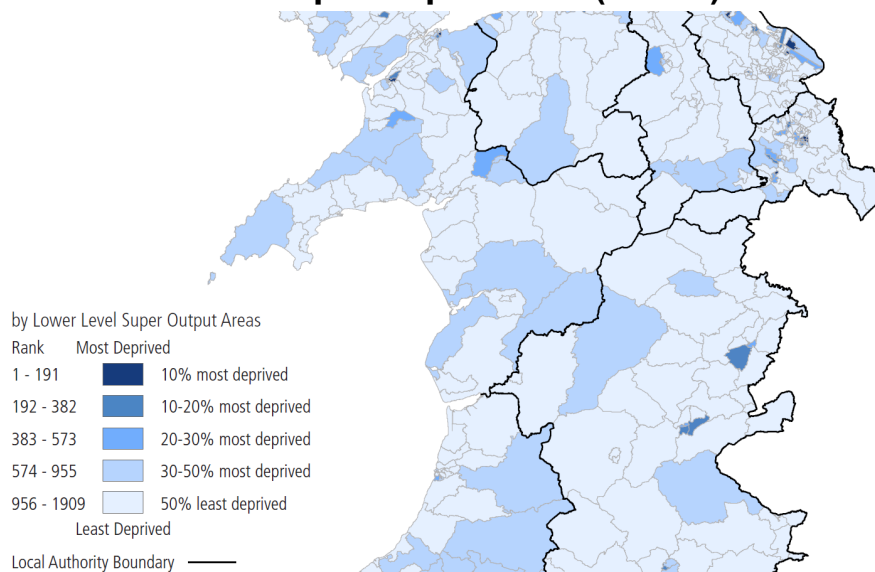 by Lower Level Super Output Areas
Rank Most Deprived
1 - 191 10% most deprived
192 - 382 10-20% most deprived
383 - 573 20-30% most deprived
574 - 955 30-50% most deprived
956 - 1909 50% least deprived
Least Deprived
Local Authority Boundary